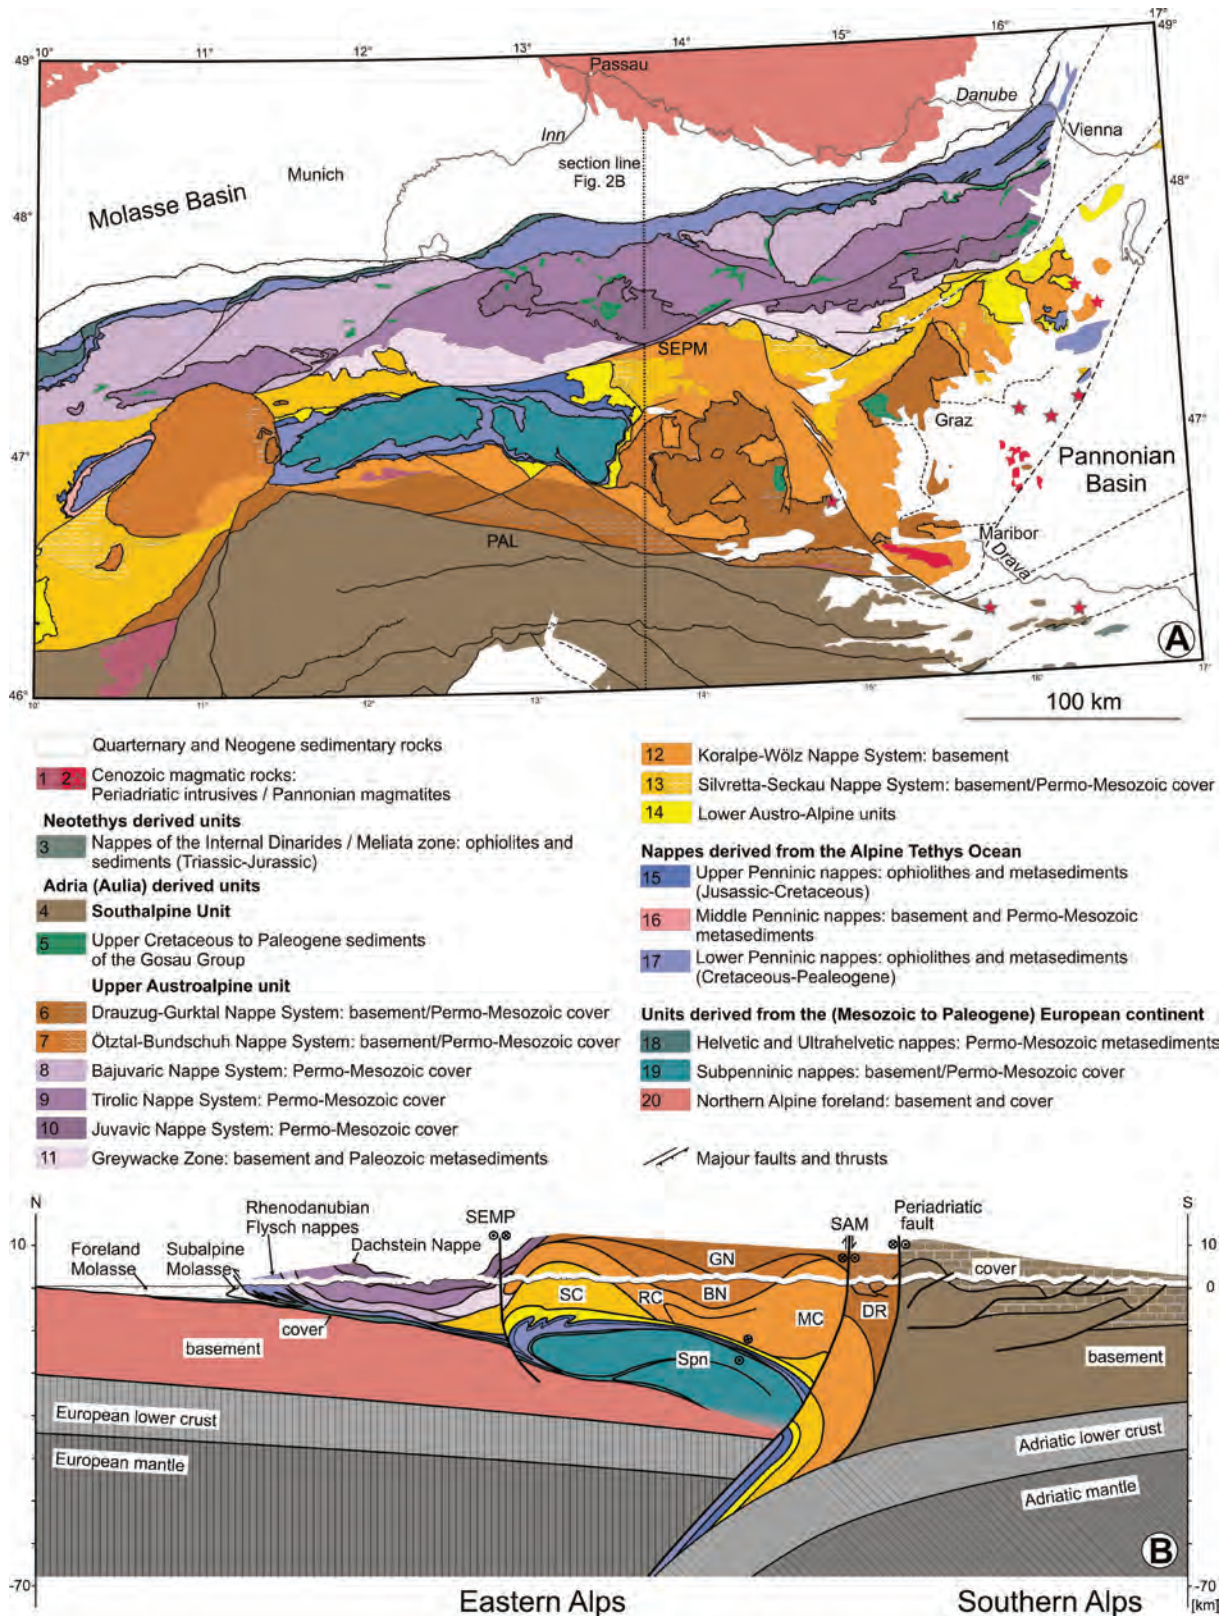 10° 11° 12° 13° 14° 15° 16° 17°
49° 49°
Passau
Danube
Inn
Vienna
section line
Fig. 2B
Munich
Molasse Basin
48° 48°
SEPM
Graz
47° 47°
Pannonian
Basin
PAL
Maribor
Drava
A
46°
10° 11° 12° 13° 14° 15° 16° 17°
100 km
Quarternary and Neogene sedimentary rocks
1 2 Cenozoic magmatic rocks:
Periadriatic intrusives / Pannonian magmatites
Neotethys derived units
3 Nappes of the Internal Dinarides / Meliata zone: ophiolites and
sediments (Triassic-Jurassic)
Adria (Aulia) derived units
4 Southalpine Unit
5 Upper Cretaceous to Paleogene sediments
of the Gosau Group
Upper Austroalpine unit
6 Drauzug-Gurktal Nappe System: basement/Permo-Mesozoic cover
7 Ötztal-Bundschuh Nappe System: basement/Permo-Mesozoic cover
8 Bajuvaric Nappe System: Permo-Mesozoic cover
9 Tirolic Nappe System: Permo-Mesozoic cover
10 Juvavic Nappe System: Permo-Mesozoic cover
11 Greywacke Zone: basement and Paleozoic metasediments
12 Koralpe-Wölz Nappe System: basement
13 Silvretta-Seckau Nappe System: basement/Permo-Mesozoic cover
14 Lower Austro-Alpine units
Nappes derived from the Alpine Tethys Ocean
15 Upper Penninic nappes: ophiolithes and metasediments
(Jusassic-Cretaceous)
16 Middle Penninic nappes: basement and Permo-Mesozoic
metasediments
17 Lower Penninic nappes: ophiolithes and metasediments
(Cretaceous-Pealeogene)
Units derived from the (Mesozoic to Paleogene) European continent
18 Helvetic and Ultrahelvetic nappes: Permo-Mesozoic metasediments
19 Subpenninic nappes: basement/Permo-Mesozoic cover
20 Northern Alpine foreland: basement and cover
Majour faults and thrusts
N S
Rhenodanubian
Flysch nappes
SEMP
SAM
Periadriatic
fault
10 10
Foreland
Molasse
Subalpine
Molasse
Dachstein Nappe
GN
cover
0
SC RC BN
MC DR
cover
basement
Spn
basement
European lower crust
Adriatic lower crust
European mantle
Adriatic mantle
B
-70 -70
[km]
Eastern Alps Southern Alps